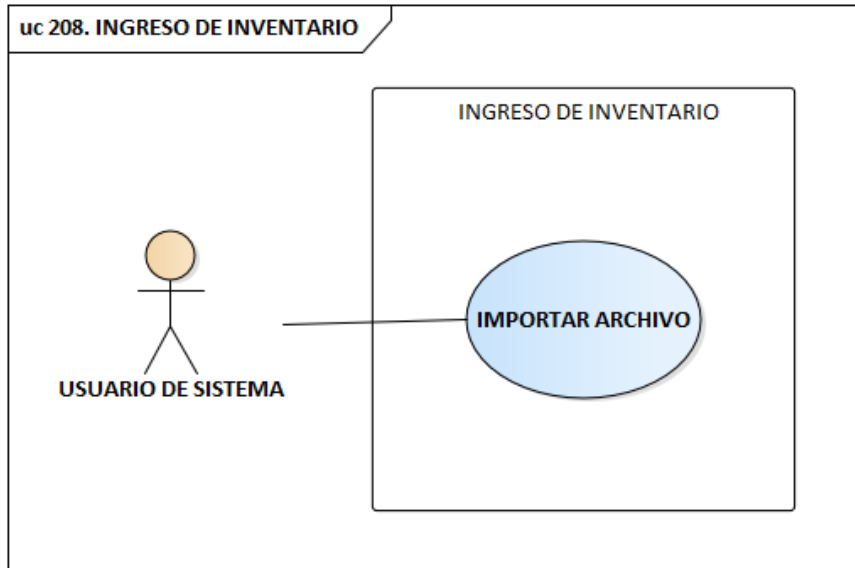 uc 208. INGRESO DE INVENTARIO
INGRESO DE INVENTARIO
IMPORTAR ARCHIVO
USUARIO DE SISTEMA